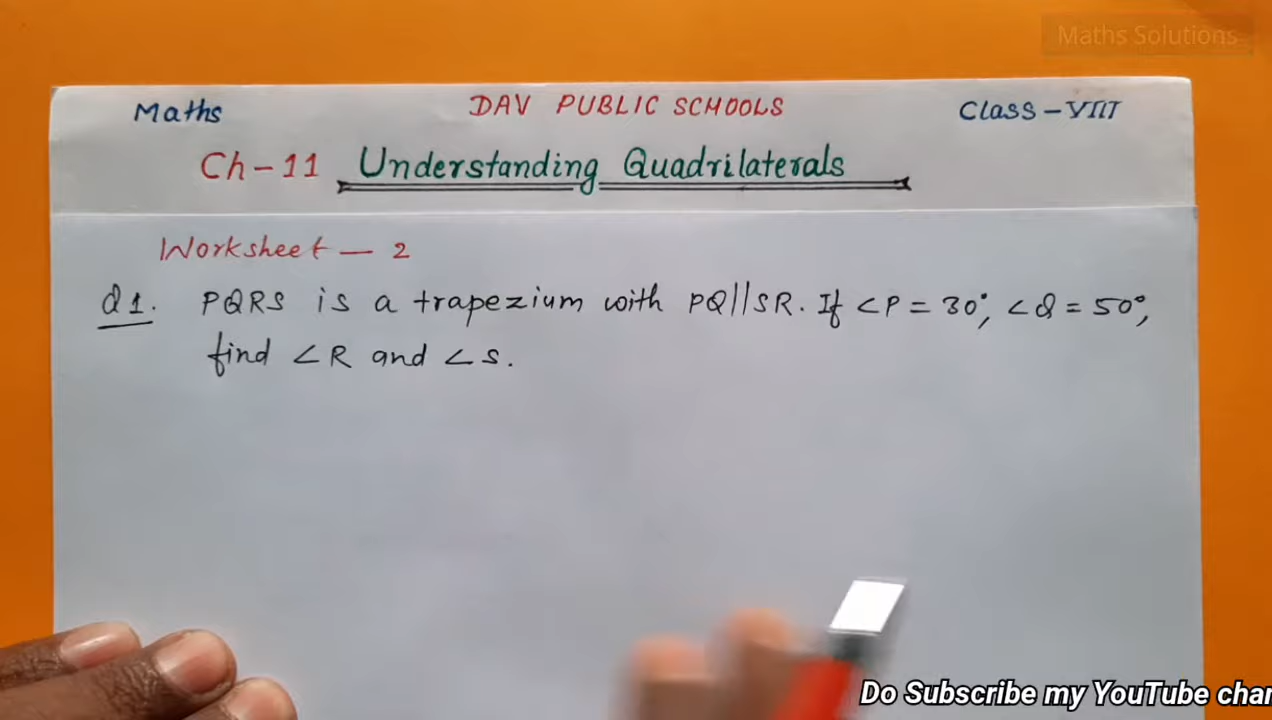 Maths Solutions
Maths DAV PUBLIC SCHOOLS Class-VIII
Ch-11 Understanding Quadrilaterals
Worksheet - 2
Q1. PQRS is a trapezium with PQ||SR. If ∠P = 30°, ∠Q = 50°,
find ∠R and ∠S.
Do Subscribe my YouTube chan